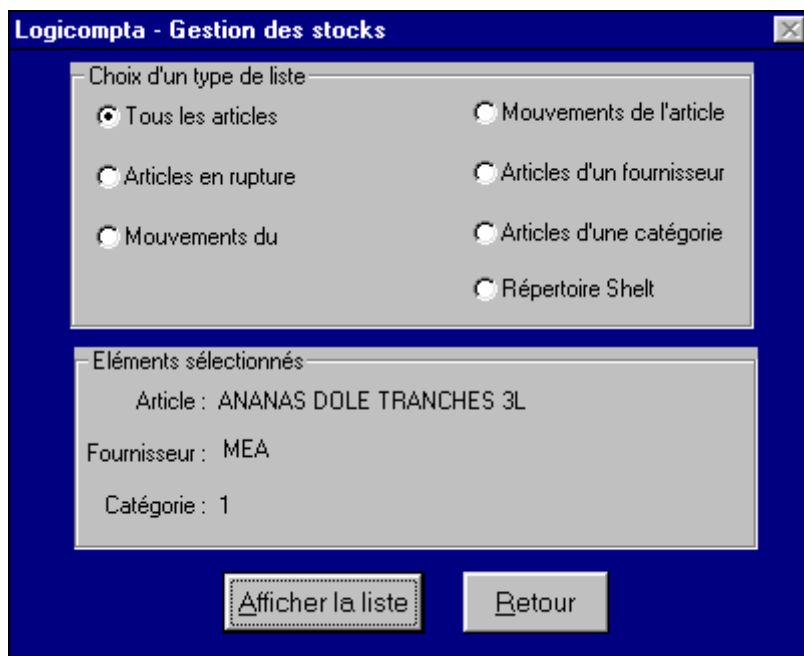 Logicompta - Gestion des stocks
Choix d'un type de liste
Tous les articles
Articles en rupture
Mouvements du
Mouvements de l'article
Articles d'un fournisseur
Articles d'une catégorie
Répertoire Shelt
Eléments sélectionnés
Article : ANANAS DOLE TRANCHES 3L
Fournisseur : MEA
Catégorie : 1
Afficher la liste
Retour